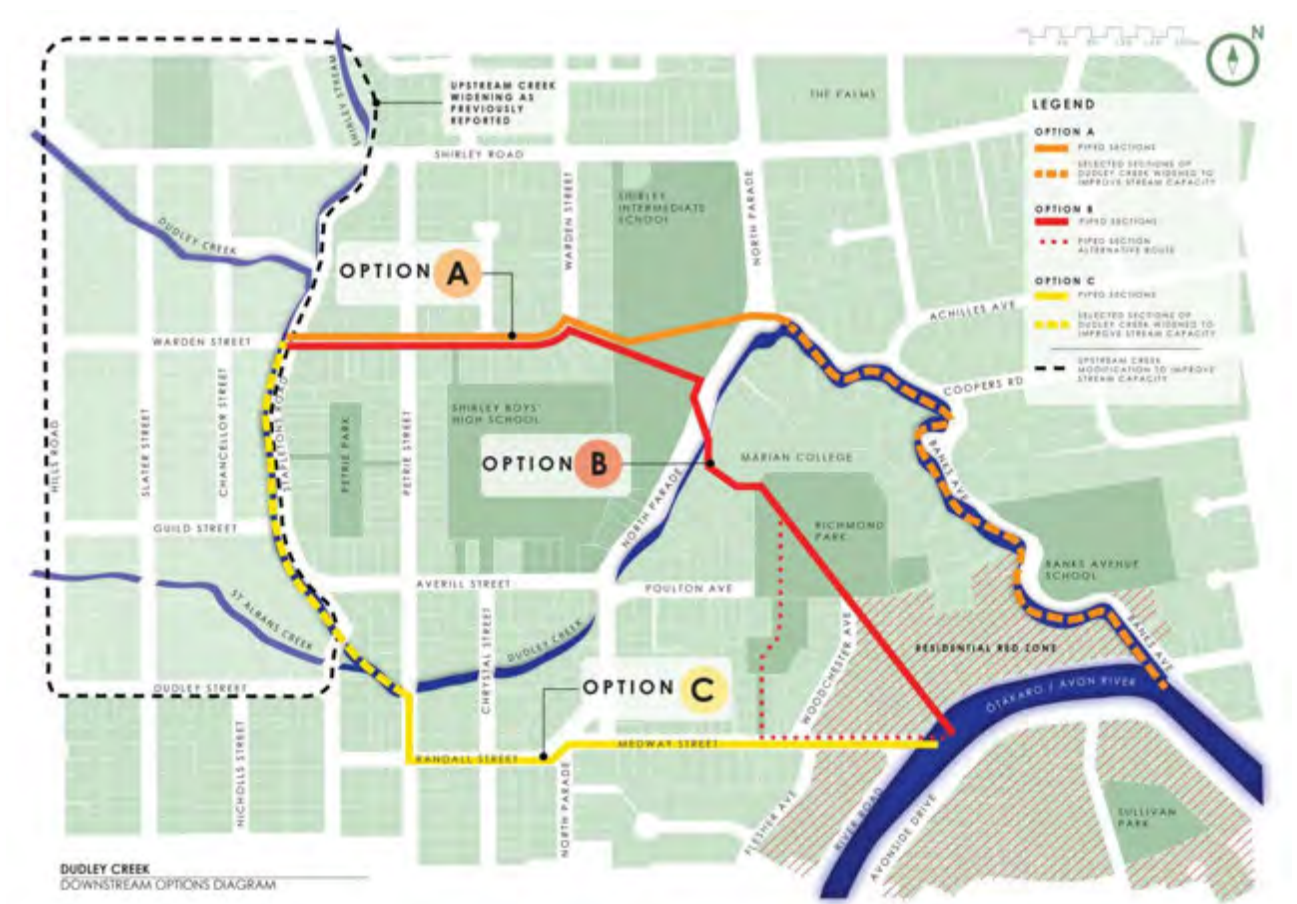 N
SHIRLEY STREAM
UPSTREAM CREEK
WIDENING AS
PREVIOUSLY
REPORTED
THE PALMS
LEGEND
OPTION A
PIPED SECTIONS
SELECTED SECTIONS OF
DUDLEY CREEK WIDENED TO
IMPROVE STREAM CAPACITY
OPTION B
PIPED SECTIONS
PIPED SECTION
ALTERNATIVE ROUTE
OPTION C
PIPED SECTIONS
SELECTED SECTIONS OF
DUDLEY CREEK WIDENED TO
IMPROVE STREAM CAPACITY
UPSTREAM CREEK
MODIFICATION TO IMPROVE
STREAM CAPACITY
SHIRLEY ROAD
WARDEN STREET
SHIRLEY
INTERMEDIATE
SCHOOL
NORTH PARADE
DUDLEY CREEK
OPTION A
ACHILLES AVE
WARDEN STREET
COOPERS RD
HILLS ROAD
SLATER STREET
CHANCELLOR STREET
STAPLETONS ROAD
PETRIE PARK
PETRIE STREET
SHIRLEY BOYS'
HIGH SCHOOL
OPTION B
MARIAN COLLEGE
BANKS AVE
NORTH PARADE
RICHMOND
PARK
GUILD STREET
BANKS AVENUE
SCHOOL
AVERILL STREET
POULTON AVE
ST ALBANS CREEK
CHRYSTAL STREET
DUDLEY CREEK
WOODCHESTER AVE
RESIDENTIAL RED ZONE
BANKS AVE
DUDLEY STREET
OPTION C
ŌTĀKARO / AVON RIVER
NICHOLLS STREET
RANDALL STREET
MEDWAY STREET
NORTH PARADE
FLESHER AVE
RIVER ROAD
AVONSIDE DRIVE
SULLIVAN
PARK
DUDLEY CREEK
DOWNSTREAM OPTIONS DIAGRAM